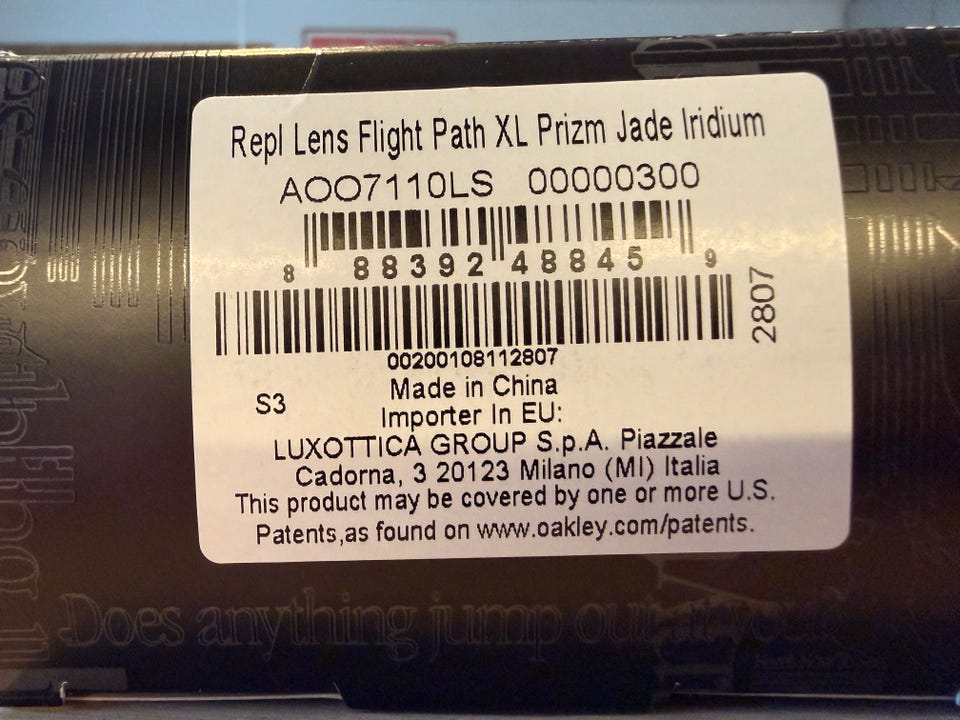 Repl Lens Flight Path XL Prizm Jade Iridium
AOO7110LS 00000300
8 88392 48845 9
2807
00200108112807
S3
Made in China
Importer In EU:
LUXOTTICA GROUP S.p.A. Piazzale
Cadorna, 3 20123 Milano (MI) Italia
This product may be covered by one or more U.S.
Patents,as found on www.oakley.com/patents.
Does anything jump out at you?